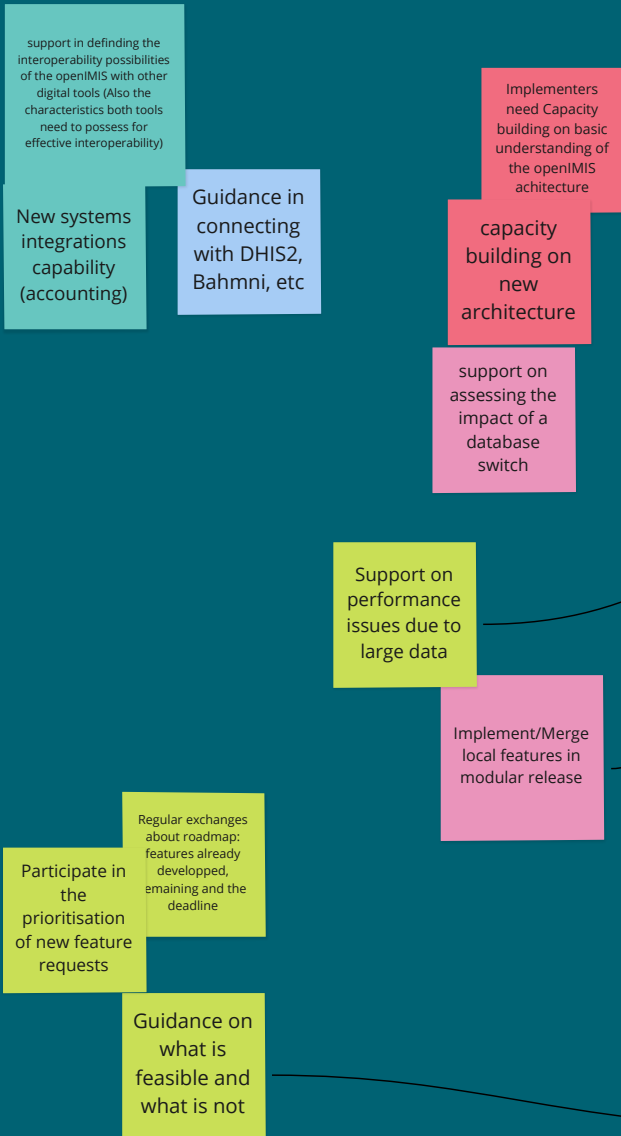 support in definding the
interoperability possibilities
of the openIMIS with other
digital tools (Also the
characteristics both tools
need to possess for
effective interoperability)
New systems
integrations
capability
(accounting)
Guidance in
connecting
with DHIS2,
Bahmni, etc
Implementers
need Capacity
building on basic
understanding of
the openIMIS
achitecture
capacity
building on
new
architecture
support on
assessing the
impact of a
database
switch
Support on
performance
issues due to
large data
Implement/Merge
local features in
modular release
Regular exchanges
about roadmap:
features already
developped,
emaining and the
deadline
Participate in
the
prioritisation
of new feature
requests
Guidance on
what is
feasible and
what is not